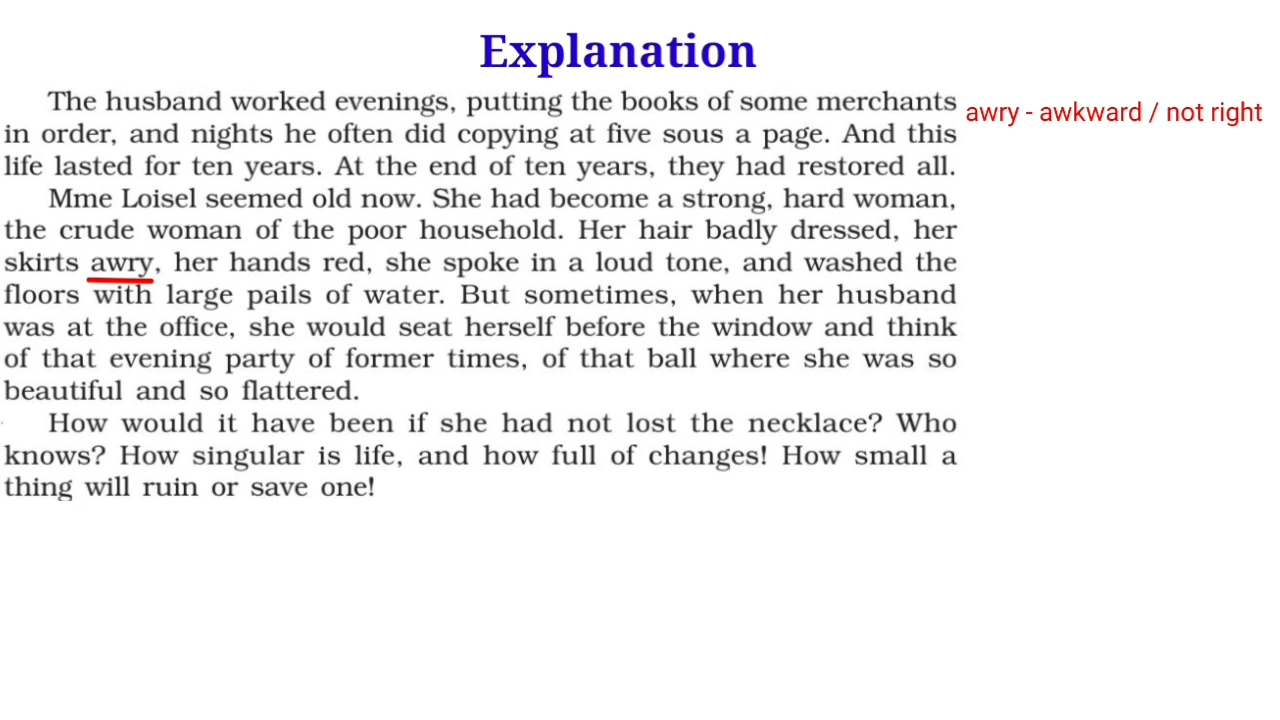 Explanation
The husband worked evenings, putting the books of some merchants
in order, and nights he often did copying at five sous a page. And this
life lasted for ten years. At the end of ten years, they had restored all.
Mme Loisel seemed old now. She had become a strong, hard woman,
the crude woman of the poor household. Her hair badly dressed, her
skirts awry, her hands red, she spoke in a loud tone, and washed the
floors with large pails of water. But sometimes, when her husband
was at the office, she would seat herself before the window and think
of that evening party of former times, of that ball where she was so
beautiful and so flattered.
How would it have been if she had not lost the necklace? Who
knows? How singular is life, and how full of changes! How small a
thing will ruin or save one!
awry - awkward / not right